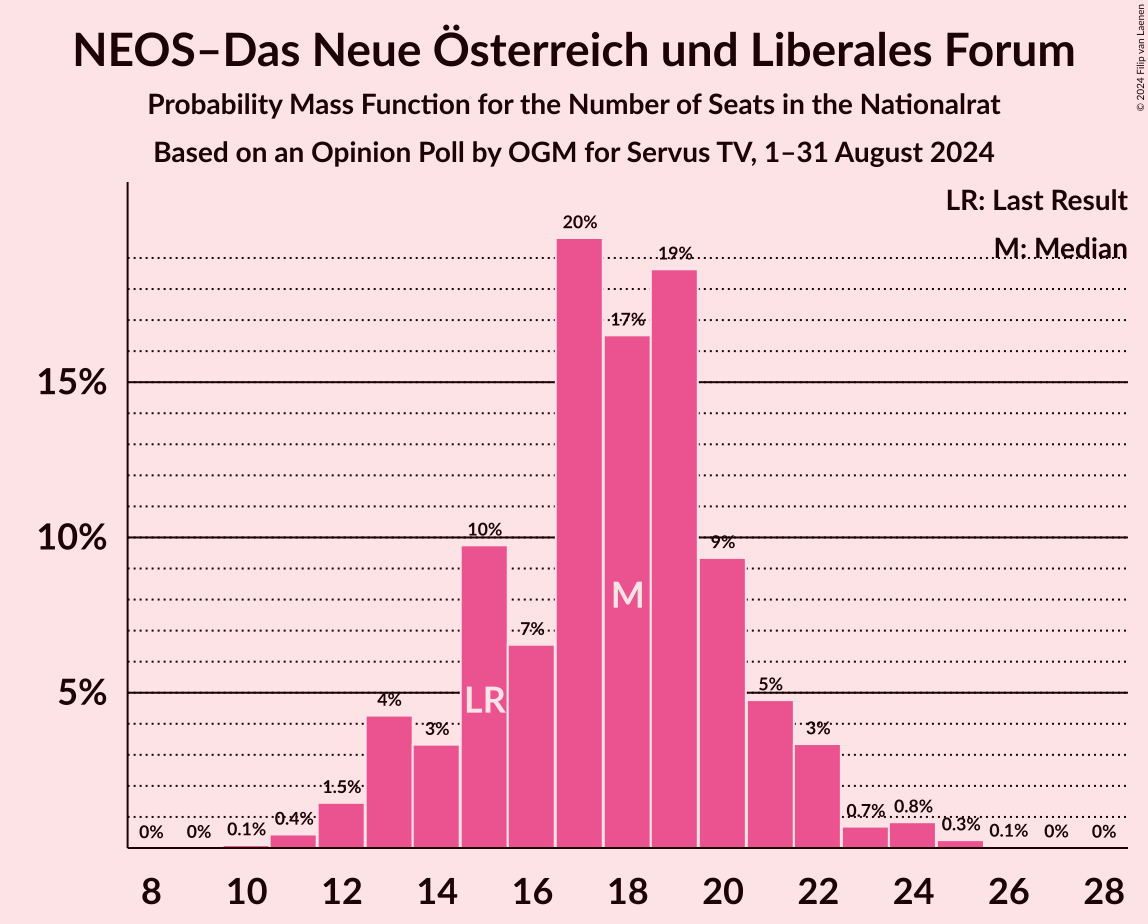 NEOS–Das Neue Österreich und Liberales Forum
Probability Mass Function for the Number of Seats in the Nationalrat
Based on an Opinion Poll by OGM for Servus TV, 1–31 August 2024
© 2024 Filip van Laenen
LR: Last Result
M: Median
15%
10%
5%
0%
0%
0.1%
0.4%
1.5%
4%
3%
10%
7%
20%
17%
19%
9%
5%
3%
0.7%
0.8%
0.3%
0.1%
0%
0%
LR
M
8 10 12 14 16 18 20 22 24 26 28